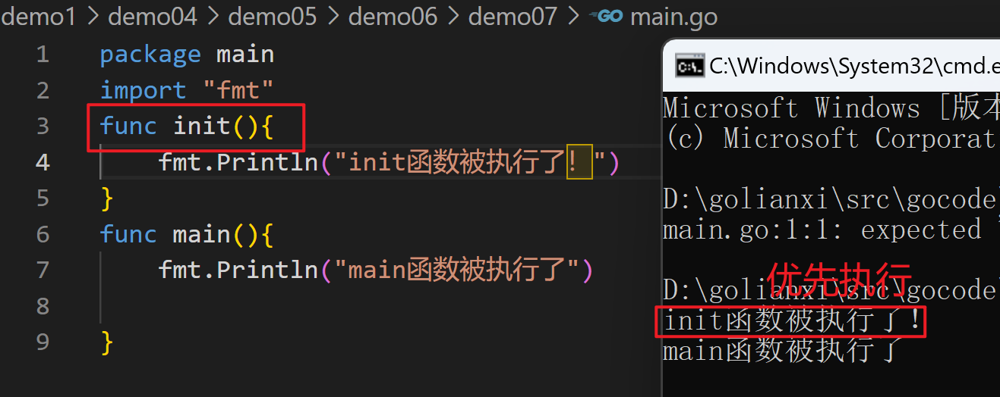 demo1 > demo04 > demo05 > demo06 > demo07 > GO main.go
1 package main
2 import "fmt"
3 func init(){
4 fmt.Println("init函数被执行了！")
5 }
6 func main(){
7 fmt.Println("main函数被执行了")
8
9 }
C:\Windows\System32\cmd.e
Microsoft Windows [版本
(c) Microsoft Corporat
D:\golianxi\src\gocode
main.go:1:1: expected '
优先执行
D:\golianxi\src\gocode
init函数被执行了！
main函数被执行了